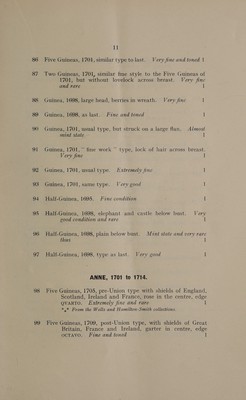 11
86 Five Guineas, 1701, similar type to last. Very fine and toned 1
87 Two Guineas, 1701, similar fine style to the Five Guineas of
1701, but without lovelock across breast. Very fine
and rare 1
88 Guinea, 1698, large head, berries in wreath. Very fine 1
89 Guinea, 1698, as last. Fine and toned 1
90 Guinea, 1701, usual type, but struck on a large flan. Almost
mint state 1
91 Guinea, 1701, " fine work " type, lock of hair across breast.
Very fine 1
92 Guinea, 1701, usual type. Extremely fine 1
93 Guinea, 1701, same type. Very good 1
94 Half-Guinea, 1695. Fine condition 1
95 Half-Guinea, 1698, elephant and castle below bust. Very
good condition and rare 1
96 Half-Guinea, 1698, plain below bust. Mint state and very rare
thus 1
97 Half-Guinea, 1698, type as last. Very good 1
ANNE, 1701 to 1714.
98 Five Guineas, 1705, pre-Union type with shields of England,
Scotland, Ireland and France, rose in the centre, edge
QVARTO. Extremely fine and rare 1
*** From the Wells and Hamilton-Smith collections.
99 Five Guineas, 1709, post-Union type, with shields of Great
Britain, France and Ireland, garter in centre, edge
OCTAVO. Fine and toned 1